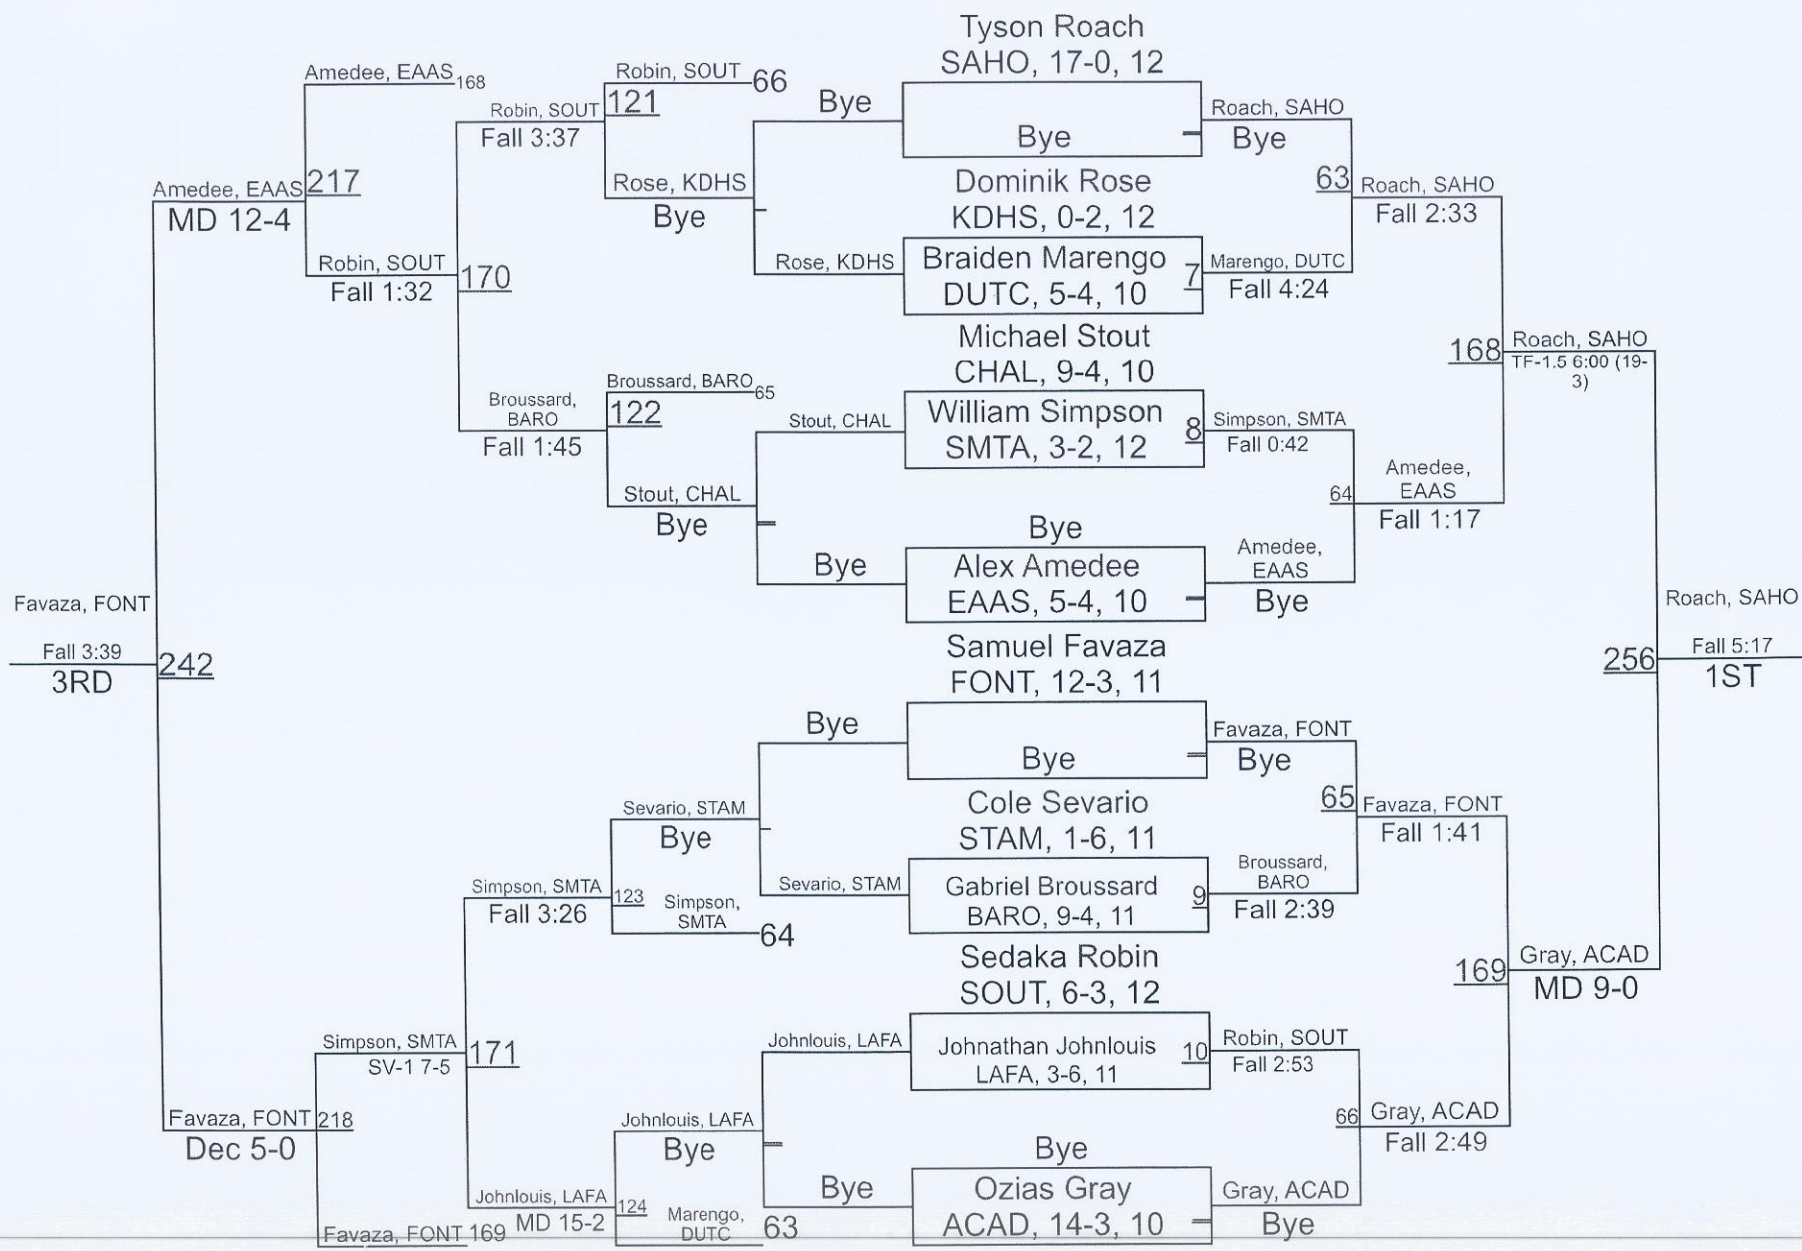 Tyson Roach
SAHO, 17-0, 12
Bye
Bye
Dominik Rose
KDHS, 0-2, 12
Rose, KDHS
Braiden Marengo
DUTC, 5-4, 10
7
Michael Stout
CHAL, 9-4, 10
Stout, CHAL
William Simpson
SMTA, 3-2, 12
8
Bye
Bye
Alex Amedee
EAAS, 5-4, 10
Samuel Favaza
FONT, 12-3, 11
Bye
Bye
Cole Sevario
STAM, 1-6, 11
Sevario, STAM
Gabriel Broussard
BARO, 9-4, 11
9
Sedaka Robin
SOUT, 6-3, 12
Johnlouis, LAFA
Johnathan Johnlouis
LAFA, 3-6, 11
10
Bye
Bye
Ozias Gray
ACAD, 14-3, 10
Roach, SAHO
Bye
63
Marengo, DUTC
Fall 4:24
Simpson, SMTA
Fall 0:42
64
Amedee,
EAAS
Bye
Favaza, FONT
Bye
65
Broussard,
BARO
Fall 2:39
Robin, SOUT
Fall 2:53
66
Gray, ACAD
Bye
Roach, SAHO
Fall 2:33
168
Amedee,
EAAS
Fall 1:17
Favaza, FONT
Fall 1:41
169
Gray, ACAD
Fall 2:49
Roach, SAHO
TF-1.5 6:00 (19-
3)
256
Gray, ACAD
MD 9-0
Roach, SAHO
Fall 5:17
1ST
Robin, SOUT
66
121
Rose, KDHS
Bye
Broussard, BARO
65
122
Stout, CHAL
Bye
Sevario, STAM
Bye
123
Simpson,
SMTA
64
Johnlouis, LAFA
Bye
124
Marengo,
DUTC
63
Robin, SOUT
Fall 3:37
170
Broussard,
BARO
Fall 1:45
Simpson, SMTA
Fall 3:26
171
Johnlouis, LAFA
MD 15-2
Amedee, EAAS
168
217
Robin, SOUT
Fall 1:32
Simpson, SMTA
SV-1 7-5
218
Favaza, FONT
169
Amedee, EAAS
MD 12-4
242
Favaza, FONT
Dec 5-0
Favaza, FONT
Fall 3:39
3RD